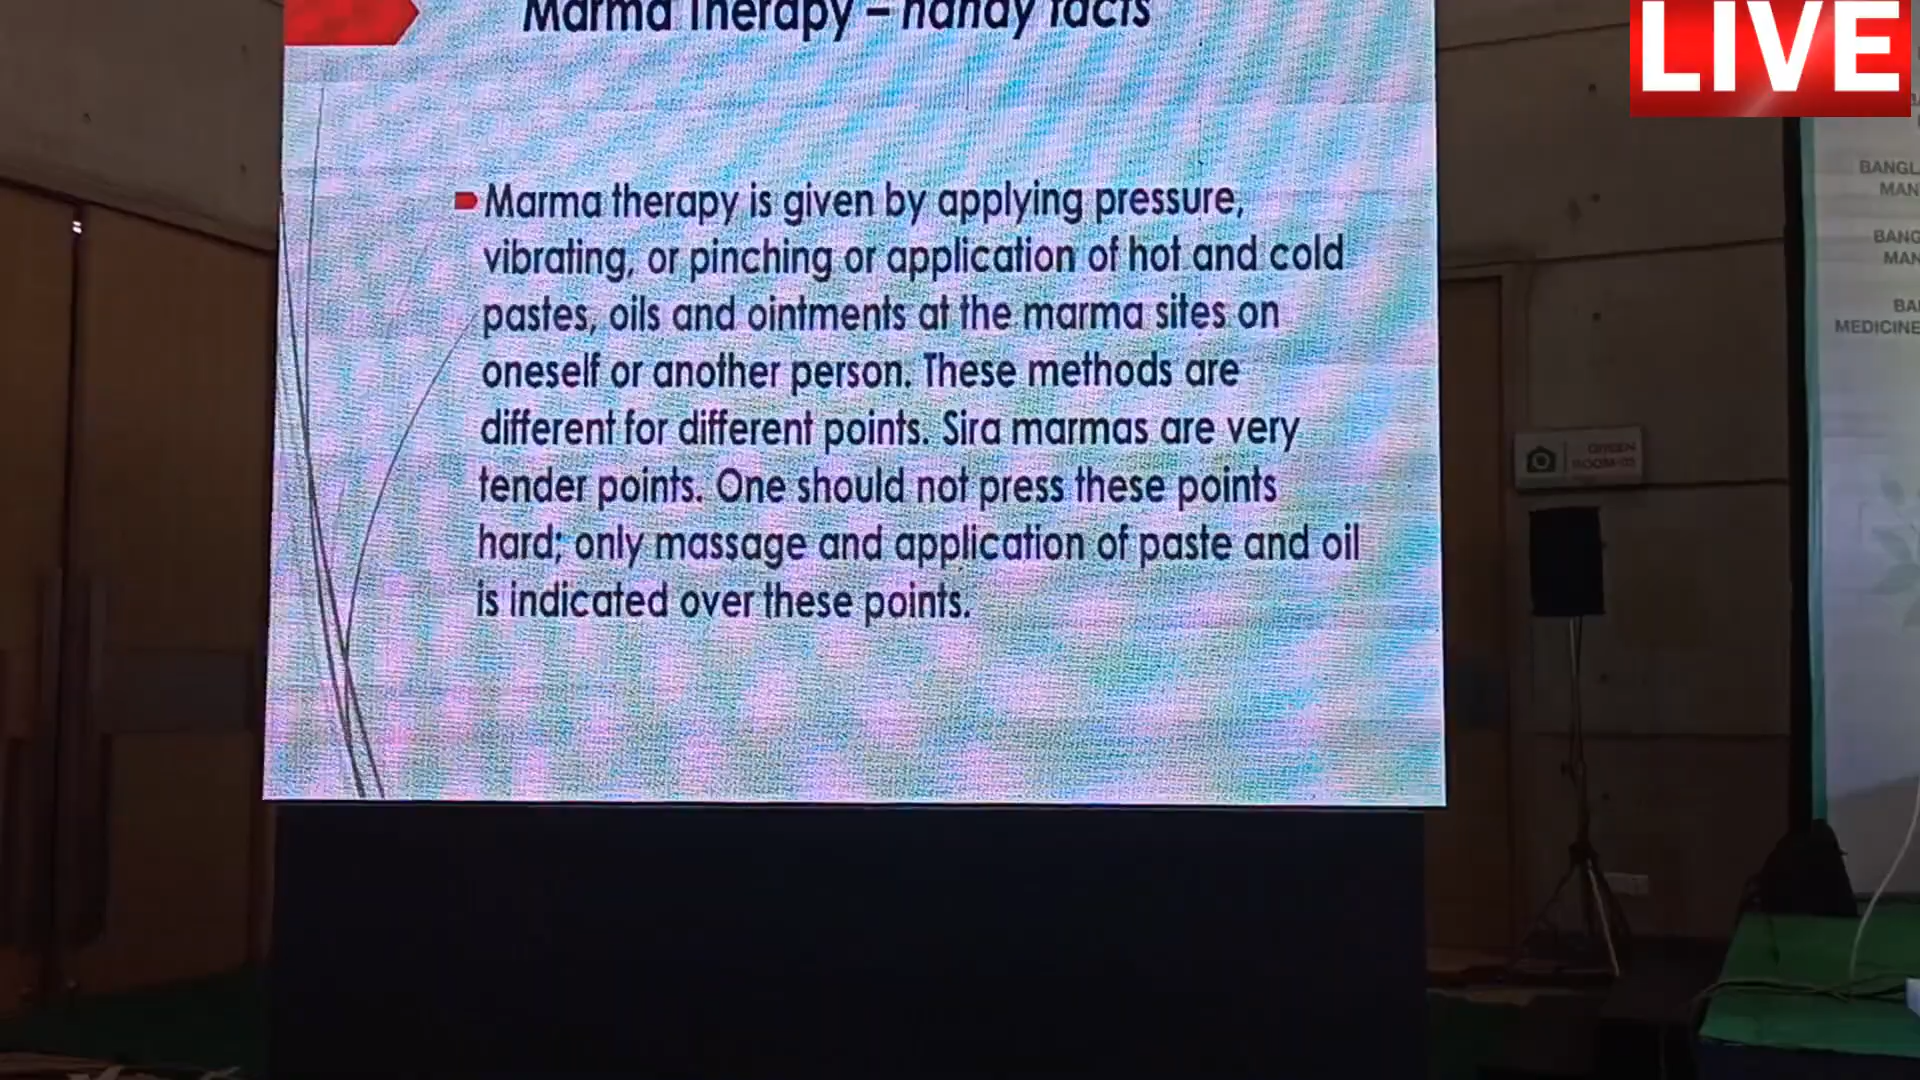 Marma Therapy – handy facts
LIVE
Marma therapy is given by applying pressure,
vibrating, or pinching or application of hot and cold
pastes, oils and ointments at the marma sites on
oneself or another person. These methods are
different for different points. Sira marmas are very
tender points. One should not press these points
hard; only massage and application of paste and oil
is indicated over these points.
GREEN
ROOM-03
BANGL
MAN
BANG
MAN
BA
MEDICINE